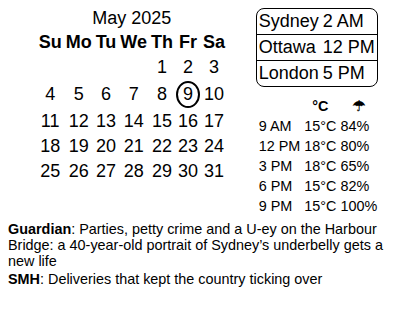 May 2025
Su Mo Tu We Th Fr Sa
1 2 3
4 5 6 7 8 9 10
11 12 13 14 15 16 17
18 19 20 21 22 23 24
25 26 27 28 29 30 31
Sydney 2 AM
Ottawa 12 PM
London 5 PM
°C ☂
9 AM 15°C 84%
12 PM 18°C 80%
3 PM 18°C 65%
6 PM 15°C 82%
9 PM 15°C 100%
Guardian: Parties, petty crime and a U-ey on the Harbour
Bridge: a 40-year-old portrait of Sydney’s underbelly gets a
new life
SMH: Deliveries that kept the country ticking over